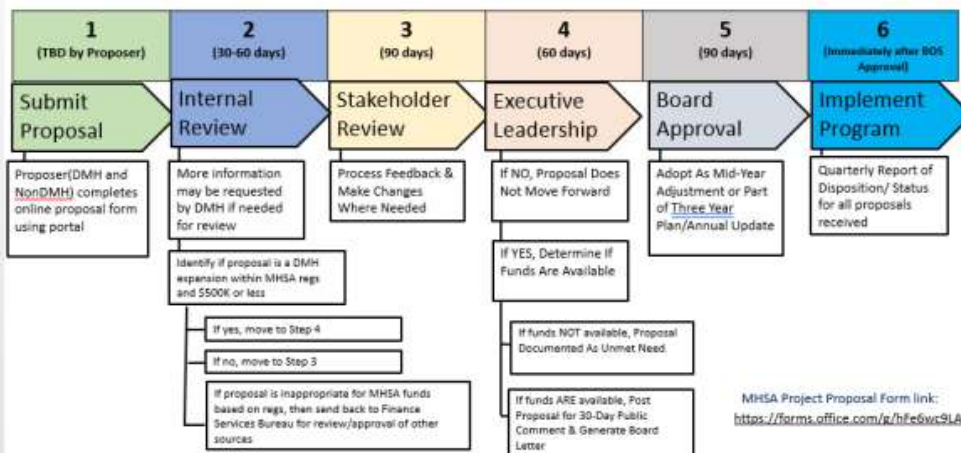 1
(TBD by Proposer)
2
(30-60 days)
3
(90 days)
4
(60 days)
5
(90 days)
6
(Immediately after BOS
Approval)
Submit
Proposal
Internal
Review
Stakeholder
Review
Executive
Leadership
Board
Approval
Implement
Program
Proposer(DMH and
NonDMH) completes
online proposal form
using portal
More information
may be requested
by DMH if needed
for review
Identify if proposal is a DMH
expansion within MHSA regs
and $500K or less
If yes, move to Step 4
If no, move to Step 3
If proposal is inappropriate for MHSA funds
based on regs, then send back to Finance
Services Bureau for review/approval of other
sources
Process Feedback &
Make Changes
Where Needed
If NO, Proposal Does
Not Move Forward
If YES, Determine If
Funds Are Available
If funds NOT available, Proposal
Documented As Unmet Need
If funds ARE available, Post
Proposal for 30-Day Public
Comment & Generate Board
Letter
Adopt As Mid-Year
Adjustment or Part
of Three Year
Plan/Annual Update
Quarterly Report of
Disposition/ Status
for all proposals
received
MHSA Project Proposal Form link:
https://forms.office.com/g/hFe6wc9LA